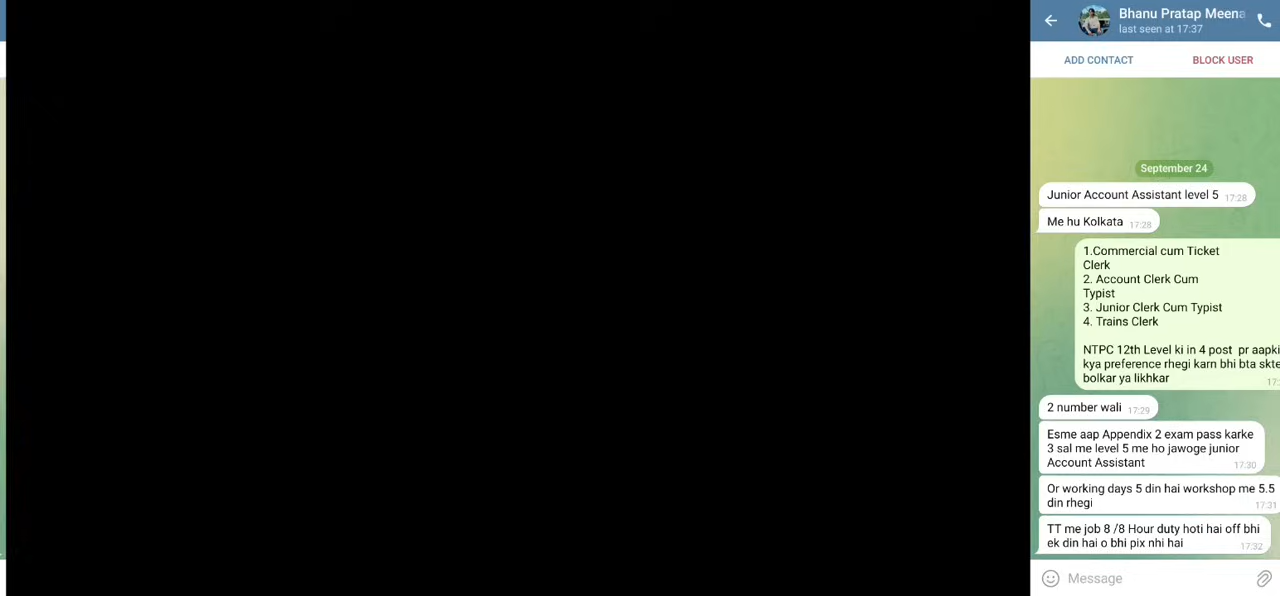 Bhanu Pratap Meena
last seen at 17:37
ADD CONTACT BLOCK USER
September 24
Junior Account Assistant level 5 17:28
Me hu Kolkata 17:28
1.Commercial cum Ticket
Clerk
2. Account Clerk Cum
Typist
3. Junior Clerk Cum Typist
4. Trains Clerk
NTPC 12th Level ki in 4 post pr aapki
kya preference rhegi karn bhi bta skte
bolkar ya likhkar
17:
2 number wali 17:29
Esme aap Appendix 2 exam pass karke
3 sal me level 5 me ho jawoge junior
Account Assistant 17:30
Or working days 5 din hai workshop me 5.5
din rhegi 17:31
TT me job 8 /8 Hour duty hoti hai off bhi
ek din hai o bhi pix nhi hai 17:32
Message